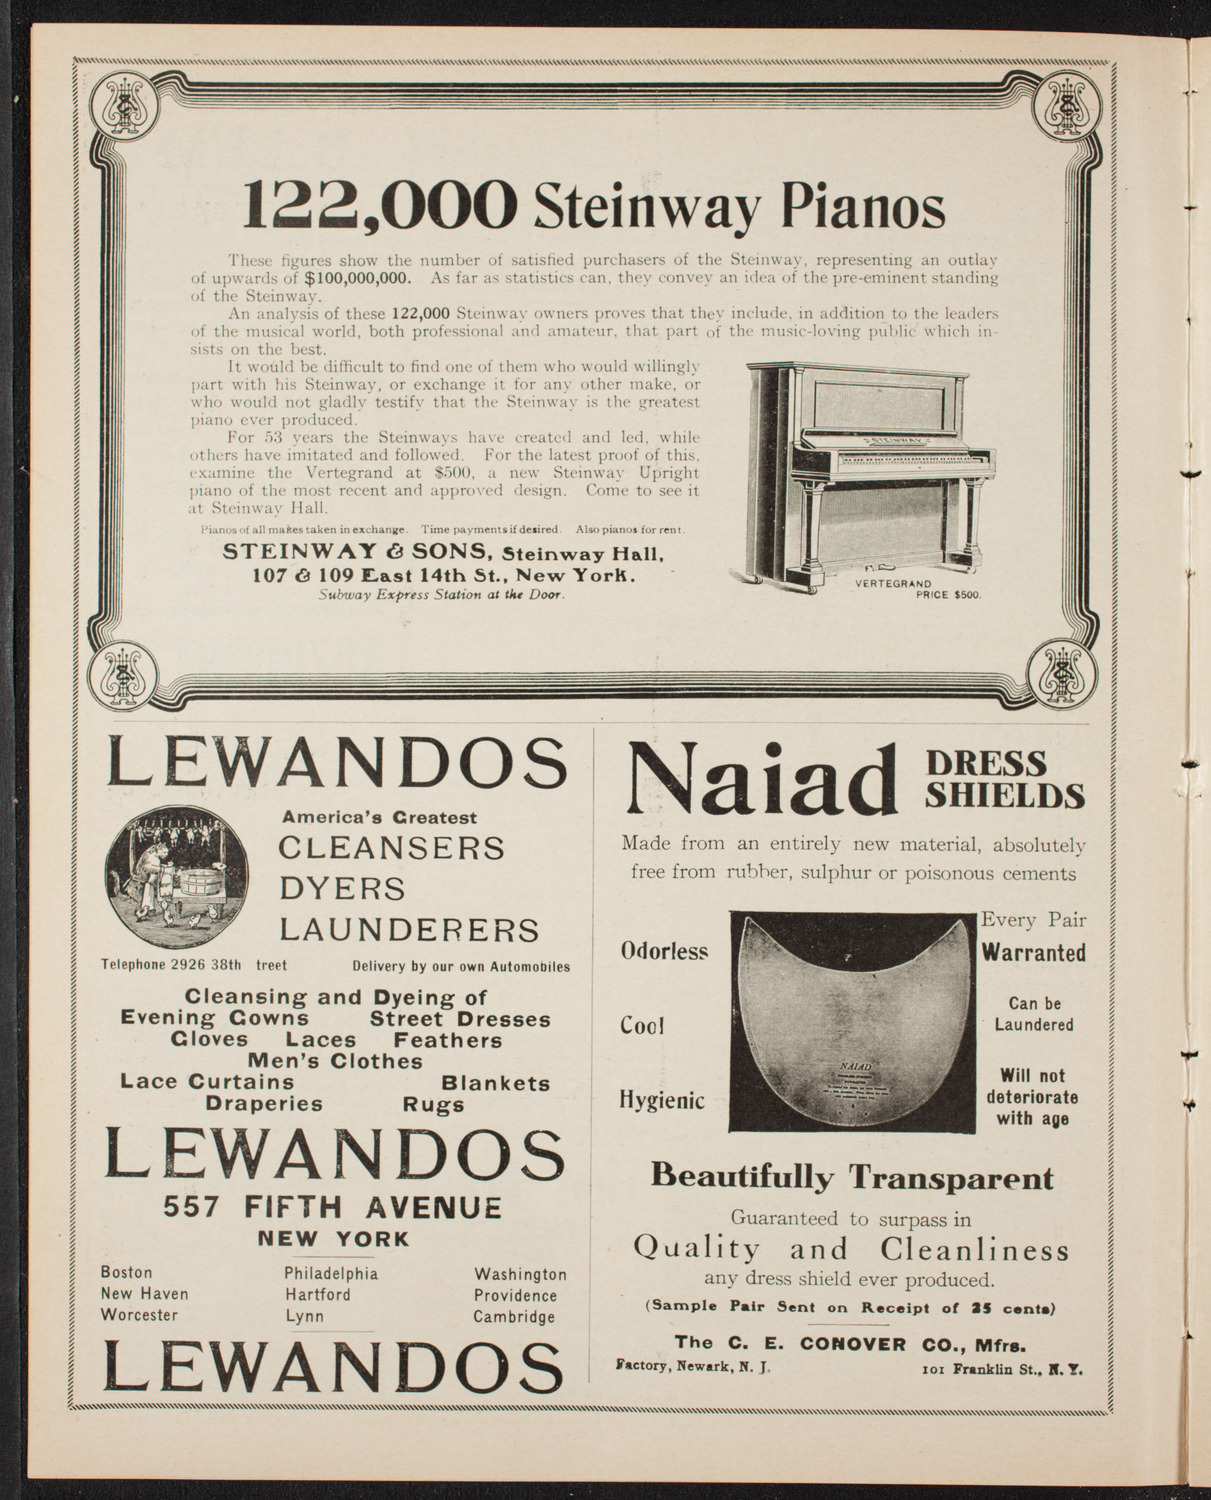 122,000 Steinway Pianos
These figures show the number of satisfied purchasers of the Steinway, representing an outlay
of upwards of $100,000,000. As far as statistics can, they convey an idea of the pre-eminent standing
of the Steinway.
An analysis of these 122,000 Steinway owners proves that they include, in addition to the leaders
of the musical world, both professional and amateur, that part of the music-loving public which in-
sists on the best.
It would be difficult to find one of them who would willingly
part with his Steinway, or exchange it for any other make, or
who would not gladly testify that the Steinway is the greatest
piano ever produced.
For 53 years the Steinways have created and led, while
others have imitated and followed. For the latest proof of this,
examine the Vertegrand at $500, a new Steinway Upright
piano of the most recent and approved design. Come to see it
at Steinway Hall.
Pianos of all makes taken in exchange. Time payments if desired. Also pianos for rent.
STEINWAY & SONS, Steinway Hall,
107 & 109 East 14th St., New York.
Subway Express Station at the Door.
STEINWAY
VERTEGRAND
PRICE $500.
LEWANDOS
America's Greatest
CLEANSERS
DYERS
LAUNDERERS
Telephone 2926 38th treet Delivery by our own Automobiles
Cleansing and Dyeing of
Evening Gowns Street Dresses
Gloves Laces Feathers
Men's Clothes
Lace Curtains Blankets
Draperies Rugs
LEWANDOS
557 FIFTH AVENUE
NEW YORK
Boston Philadelphia Washington
New Haven Hartford Providence
Worcester Lynn Cambridge
LEWANDOS
Naiad DRESS
SHIELDS
Made from an entirely new material, absolutely
free from rubber, sulphur or poisonous cements
Odorless
Cool
Hygienic
NAIAD
Every Pair
Warranted
Can be
Laundered
Will not
deteriorate
with age
Beautifully Transparent
Guaranteed to surpass in
Quality and Cleanliness
any dress shield ever produced.
(Sample Pair Sent on Receipt of 25 cents)
The C. E. CONOVER CO., Mfrs.
Factory, Newark, N. J. 101 Franklin St., N. Y.